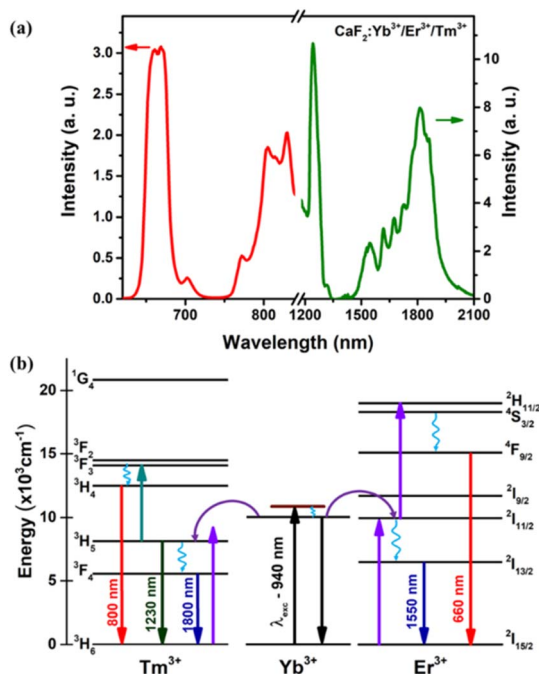 (a)
CaF₂:Yb³⁺/Er³⁺/Tm³⁺
Intensity (a. u.)
3.0
2.5
2.0
1.5
1.0
0.5
0.0
10
8
6
4
2
0
Intensity (a. u.)
700 800 1200 1500 1800 2100
Wavelength (nm)
(b)
Energy (x10³cm⁻¹)
20
15
10
5
0
¹G₄
³F₂
³F₃
³H₄
³H₅
³F₄
³H₆
800 nm
1230 nm
1800 nm
λexc - 940 nm
1550 nm
660 nm
²H₁₁/₂
⁴S₃/₂
⁴F₉/₂
²I₉/₂
²I₁₁/₂
²I₁₃/₂
²I₁₅/₂
Tm³⁺ Yb³⁺ Er³⁺